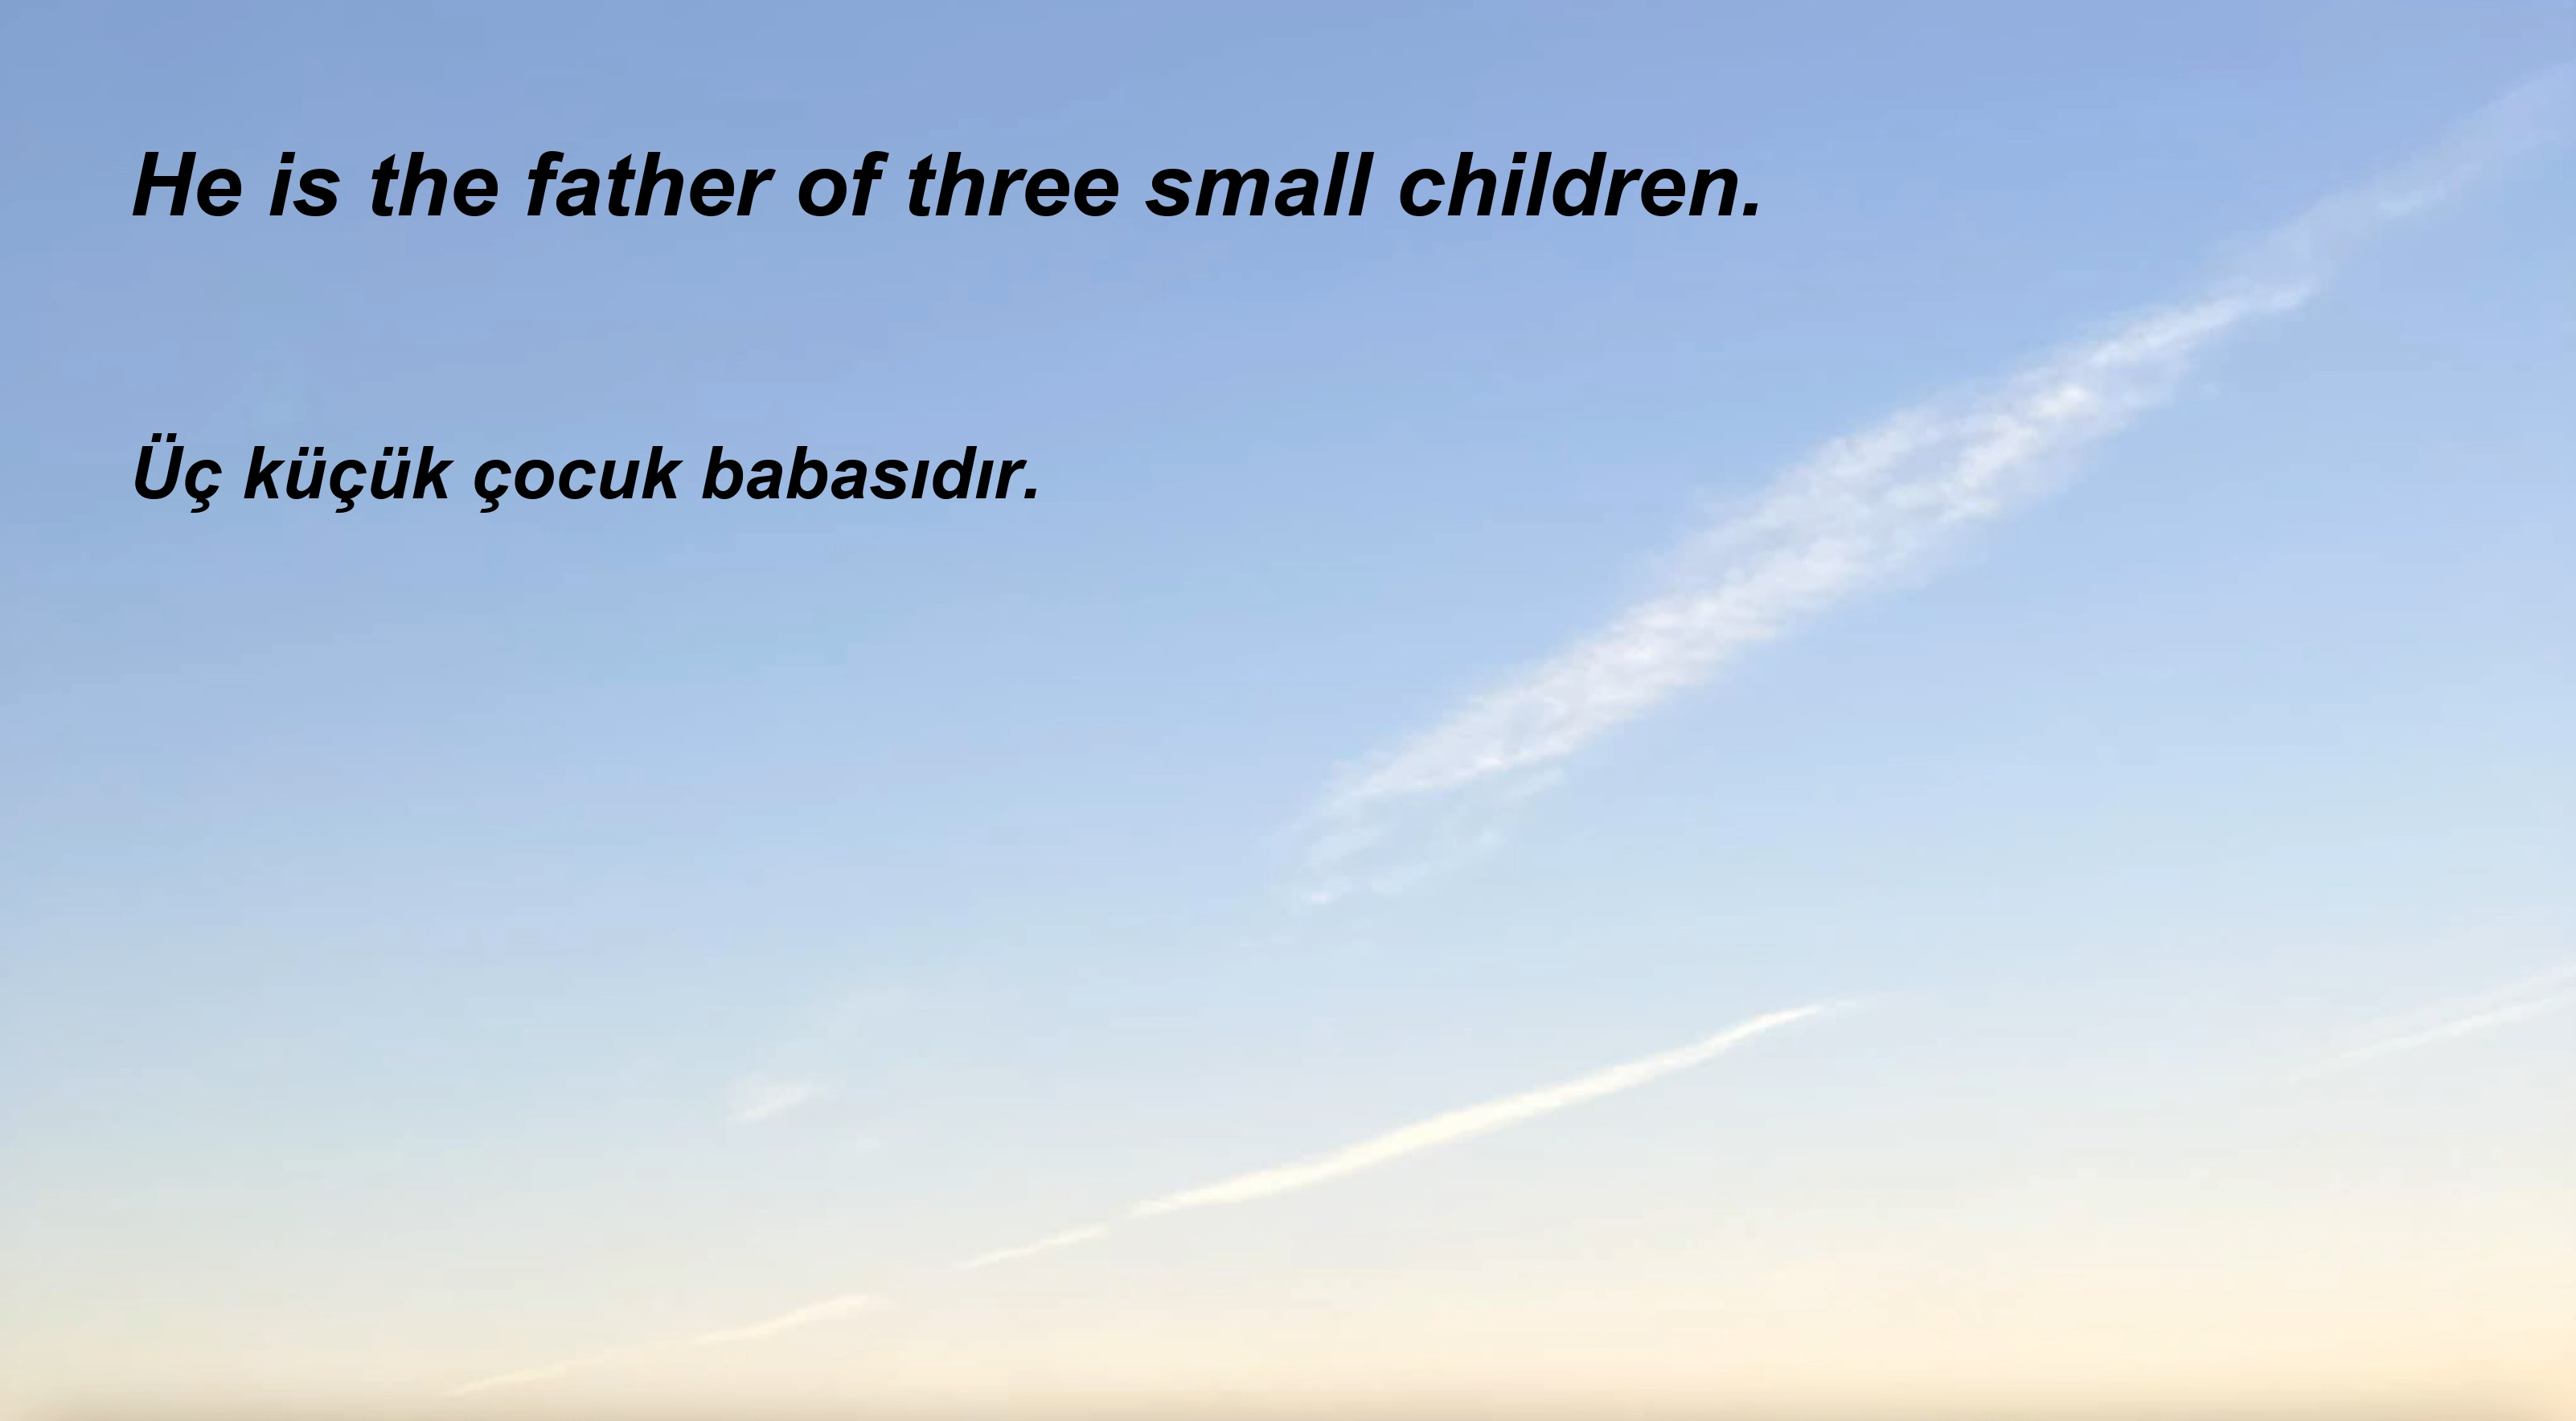 He is the father of three small children.
Üç küçük çocuk babasıdır.